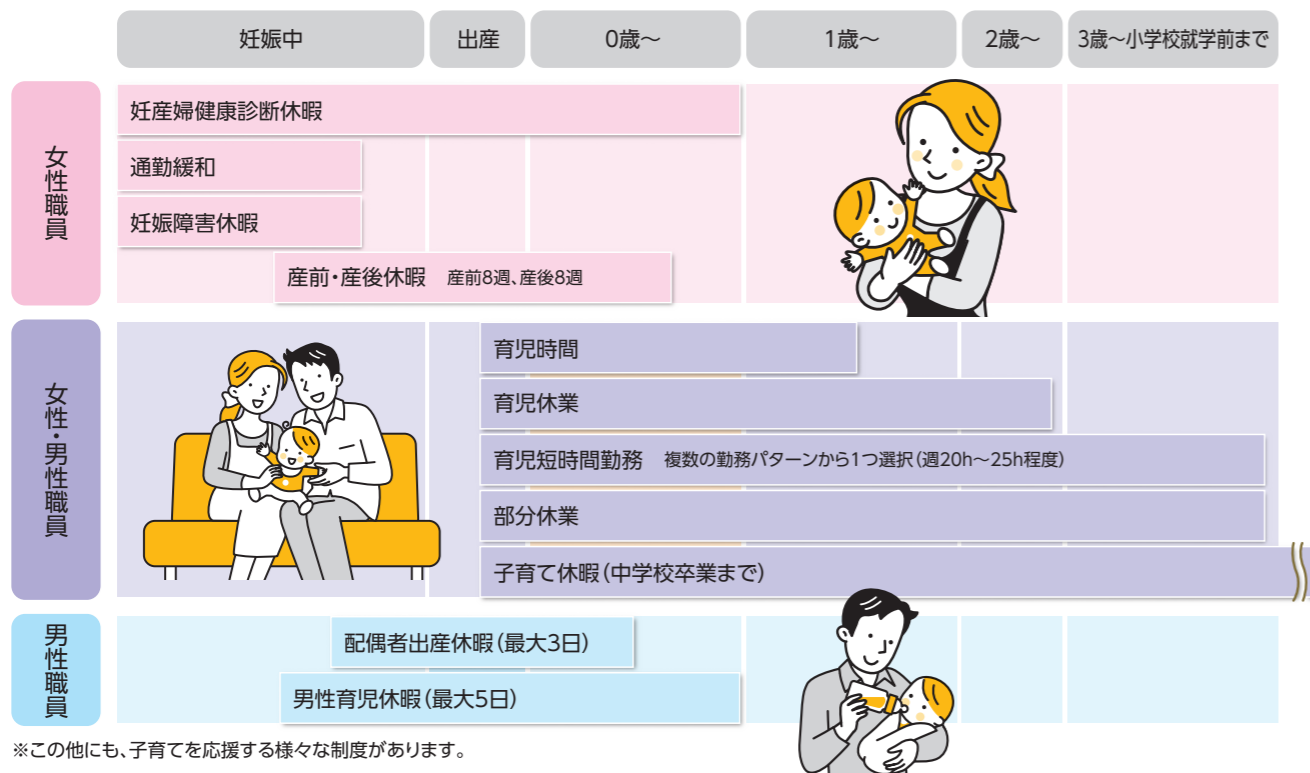 妊娠中
出産
0歳～
1歳～
2歳～
3歳～小学校就学前まで
女性職員
妊産婦健康診断休暇
通勤緩和
妊娠障害休暇
産前・産後休暇 産前8週、産後8週
女性・男性職員
育児時間
育児休業
育児短時間勤務 複数の勤務パターンから1つ選択（週20h～25h程度）
部分休業
子育て休暇（中学校卒業まで）
男性職員
配偶者出産休暇（最大3日）
男性育児休暇（最大5日）
※この他にも、子育てを応援する様々な制度があります。